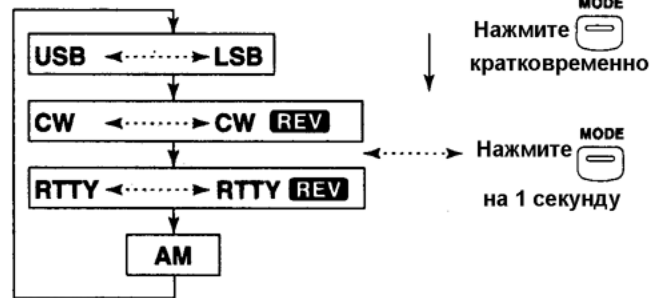 USB LSB
CW CW REV
RTTY RTTY REV
AM
MODE
Нажмите
кратковременно
MODE
Нажмите
на 1 секунду